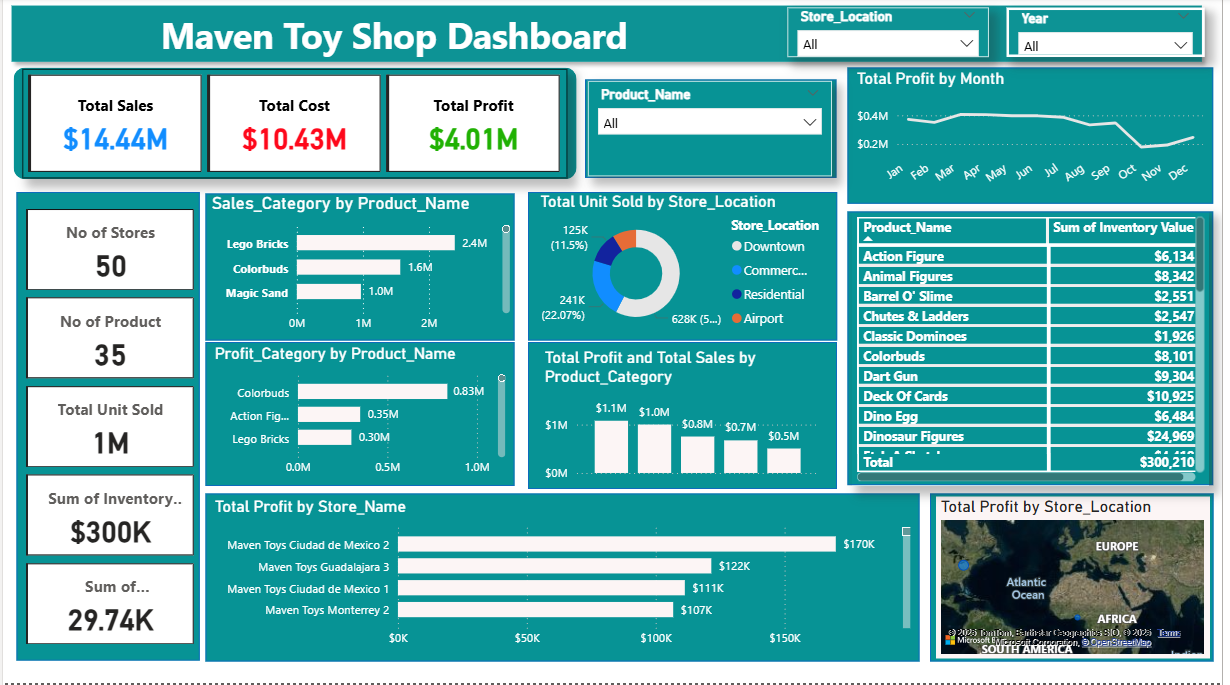 Maven Toy Shop Dashboard
Store_Location
All
Year
All
Total Sales
$14.44M
Total Cost
$10.43M
Total Profit
$4.01M
Product_Name
All
Total Profit by Month
$0.4M
$0.2M
Jan Feb Mar Apr May Jun Jul Aug Sep Oct Nov Dec
No of Stores
50
No of Product
35
Total Unit Sold
1M
Sum of Inventory..
$300K
Sum of...
29.74K
Sales_Category by Product_Name
Lego Bricks 2.4M
Colorbuds 1.6M
Magic Sand 1.0M
0M 1M 2M
Profit_Category by Product_Name
Colorbuds 0.83M
Action Fig... 0.35M
Lego Bricks 0.30M
0.0M 0.5M 1.0M
Total Unit Sold by Store_Location
125K
(11.5%)
241K
(22.07%)
628K (5...)
Store_Location
Downtown
Commerc...
Residential
Airport
Total Profit and Total Sales by
Product_Category
$1M
$0M
$1.1M $1.0M $0.8M $0.7M $0.5M
Product_Name Sum of Inventory Value
Action Figure $6,134
Animal Figures $8,342
Barrel O' Slime $2,551
Chutes & Ladders $2,547
Classic Dominoes $1,926
Colorbuds $8,101
Dart Gun $9,304
Deck Of Cards $10,925
Dino Egg $6,484
Dinosaur Figures $24,969
Total $300,210
Total Profit by Store_Name
Maven Toys Ciudad de Mexico 2 $170K
Maven Toys Guadalajara 3 $122K
Maven Toys Ciudad de Mexico 1 $111K
Maven Toys Monterrey 2 $107K
$0K $50K $100K $150K
Total Profit by Store_Location
EUROPE
Atlantic
Ocean
AFRICA
SOUTH AMERICA
© 2025 TomTom, Earthstar Geographics SIO, © 2025
Microsoft Corporation, © OpenStreetMap
Terms